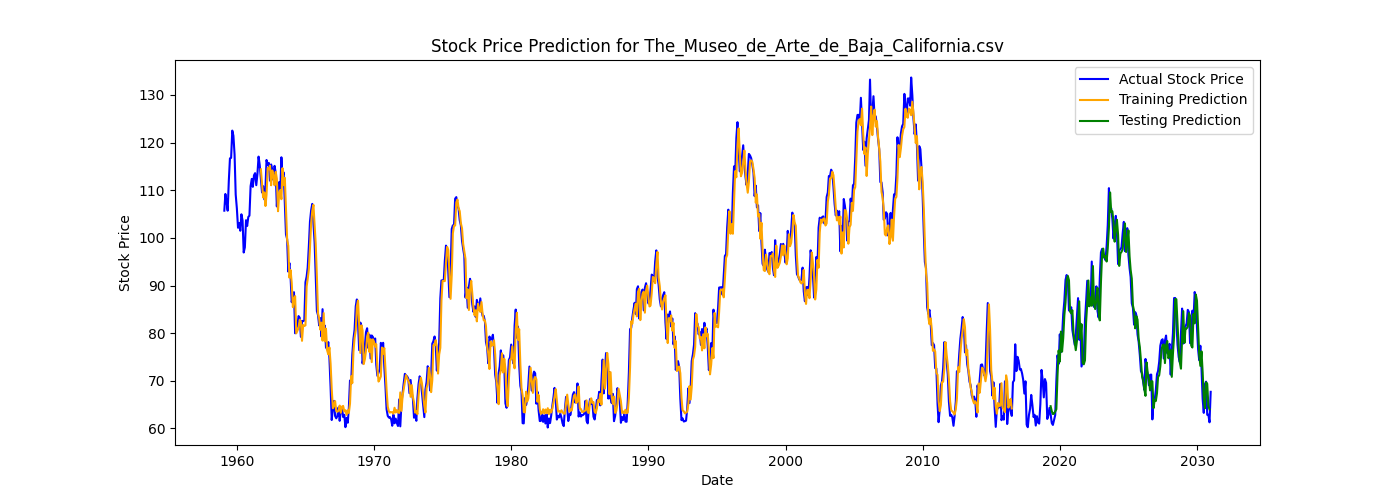 Stock Price Prediction for The_Museo_de_Arte_de_Baja_California.csv
Actual Stock Price
Training Prediction
Testing Prediction
Stock Price
130
120
110
100
90
80
70
60
1960
1970
1980
1990
2000
2010
2020
2030
Date